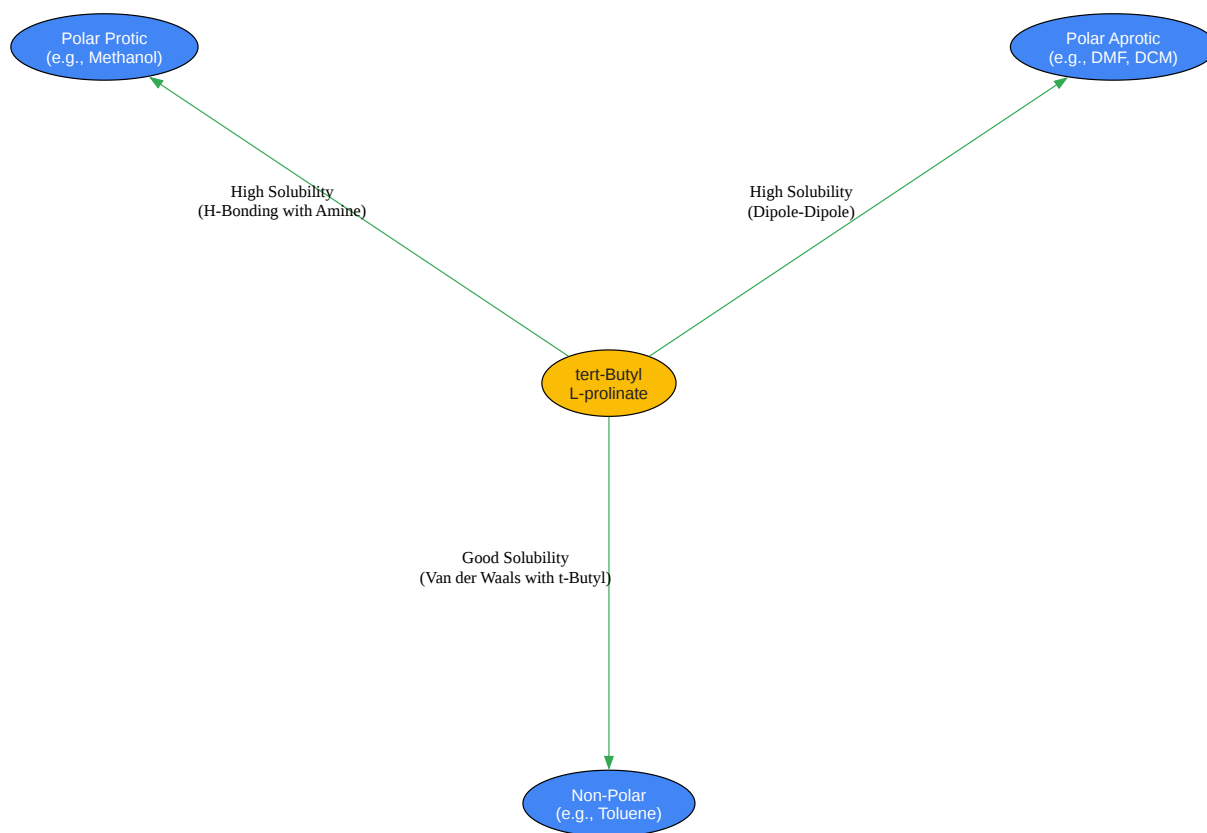 Polar Protic
(e.g., Methanol)
Polar Aprotic
(e.g., DMF, DCM)
High Solubility
(H-Bonding with Amine)
High Solubility
(Dipole-Dipole)
tert-Butyl
L-prolinate
Good Solubility
(Van der Waals with t-Butyl)
Non-Polar
(e.g., Toluene)